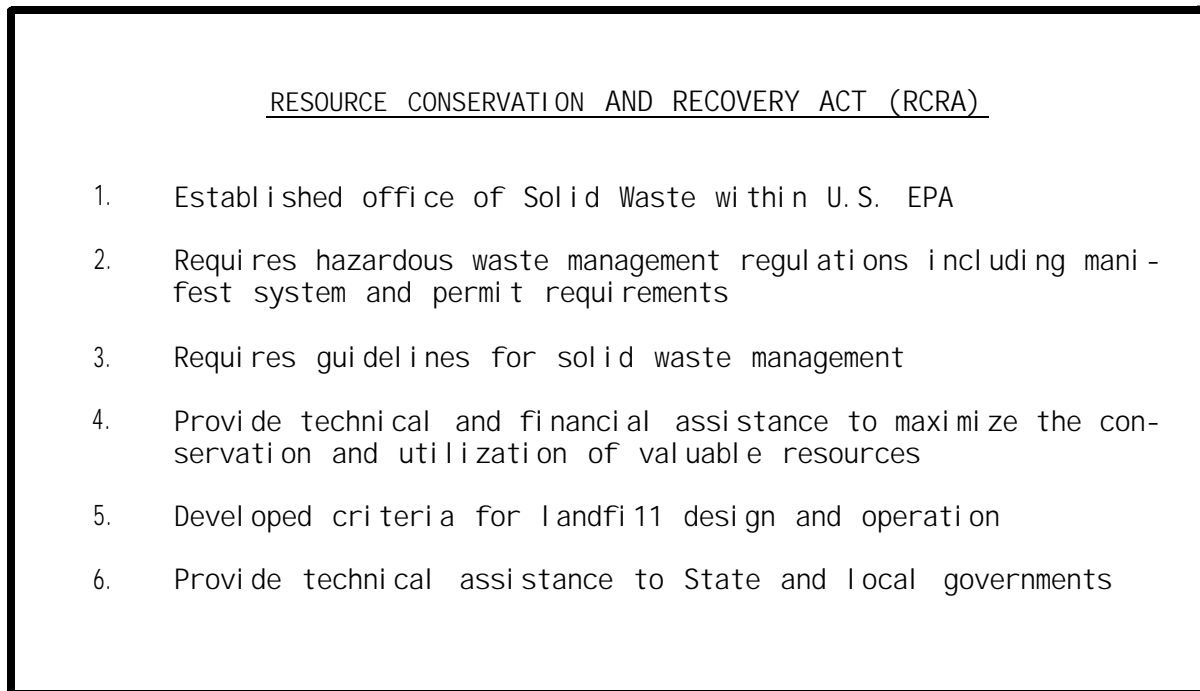 RESOURCE CONSERVATION AND RECOVERY ACT (RCRA)
1. Established office of Solid Waste within U.S. EPA
2. Requires hazardous waste management regulations including mani-
fest system and permit requirements
3. Requires guidelines for solid waste management
4. Provide technical and financial assistance to maximize the con-
servation and utilization of valuable resources
5. Developed criteria for landfi11 design and operation
6. Provide technical assistance to State and local governments